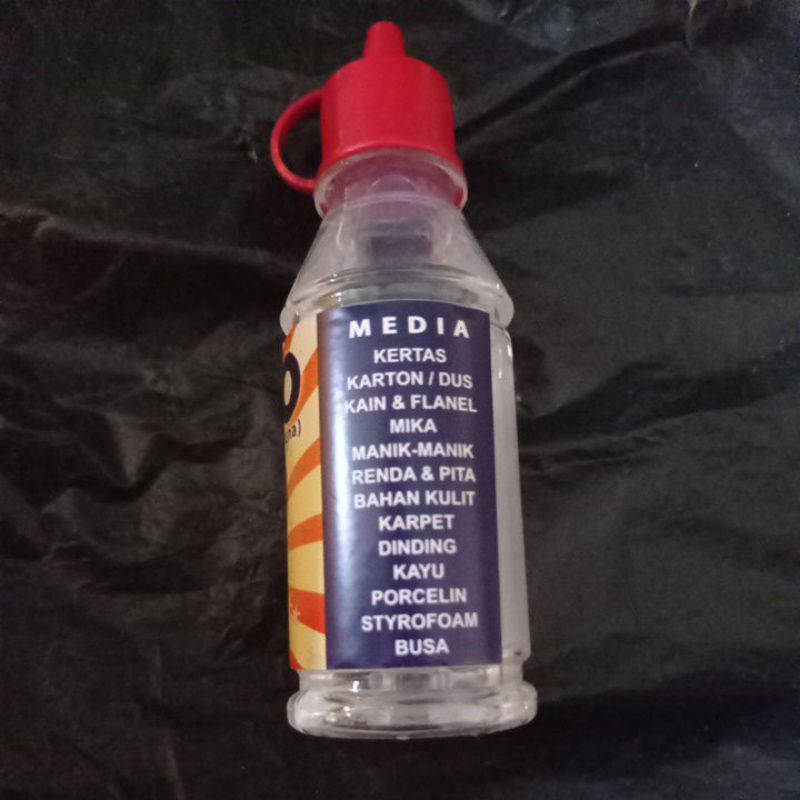 MEDIA
KERTAS
KARTON / DUS
KAIN & FLANEL
MIKA
MANIK-MANIK
RENDA & PITA
BAHAN KULIT
KARPET
DINDING
KAYU
PORCELIN
STYROFOAM
BUSA